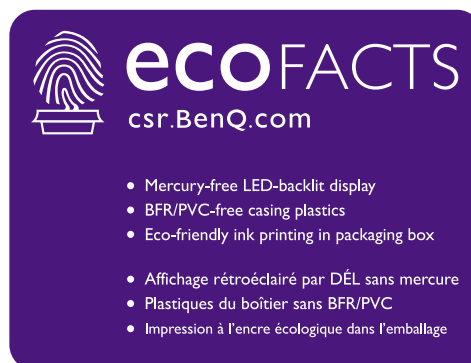 ecoFACTS
csr.BenQ.com
• Mercury-free LED-backlit display
• BFR/PVC-free casing plastics
• Eco-friendly ink printing in packaging box
• Affichage rétroéclairé par DÉL sans mercure
• Plastiques du boîtier sans BFR/PVC
• Impression à l'encre écologique dans l'emballage